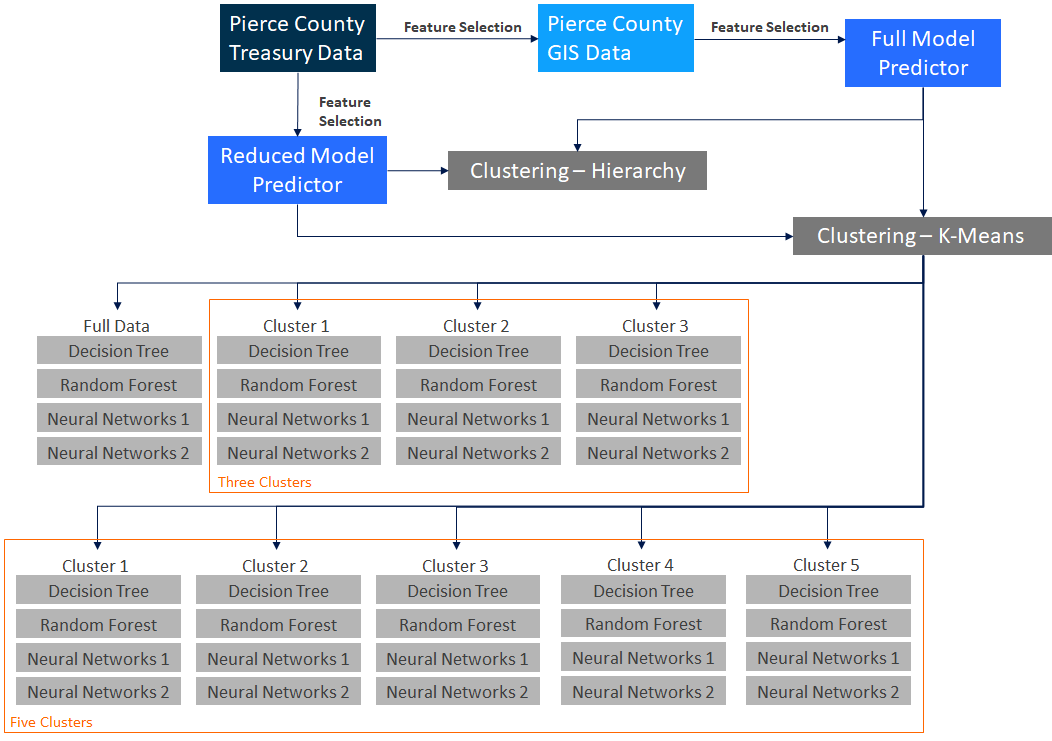 Pierce County
Treasury Data
Feature Selection
Pierce County
GIS Data
Feature Selection
Full Model
Predictor
Feature
Selection
Reduced Model
Predictor
Clustering – Hierarchy
Clustering – K-Means
Full Data
Decision Tree
Random Forest
Neural Networks 1
Neural Networks 2
Cluster 1
Decision Tree
Random Forest
Neural Networks 1
Neural Networks 2
Cluster 2
Decision Tree
Random Forest
Neural Networks 1
Neural Networks 2
Cluster 3
Decision Tree
Random Forest
Neural Networks 1
Neural Networks 2
Three Clusters
Cluster 1
Decision Tree
Random Forest
Neural Networks 1
Neural Networks 2
Cluster 2
Decision Tree
Random Forest
Neural Networks 1
Neural Networks 2
Cluster 3
Decision Tree
Random Forest
Neural Networks 1
Neural Networks 2
Cluster 4
Decision Tree
Random Forest
Neural Networks 1
Neural Networks 2
Cluster 5
Decision Tree
Random Forest
Neural Networks 1
Neural Networks 2
Five Clusters